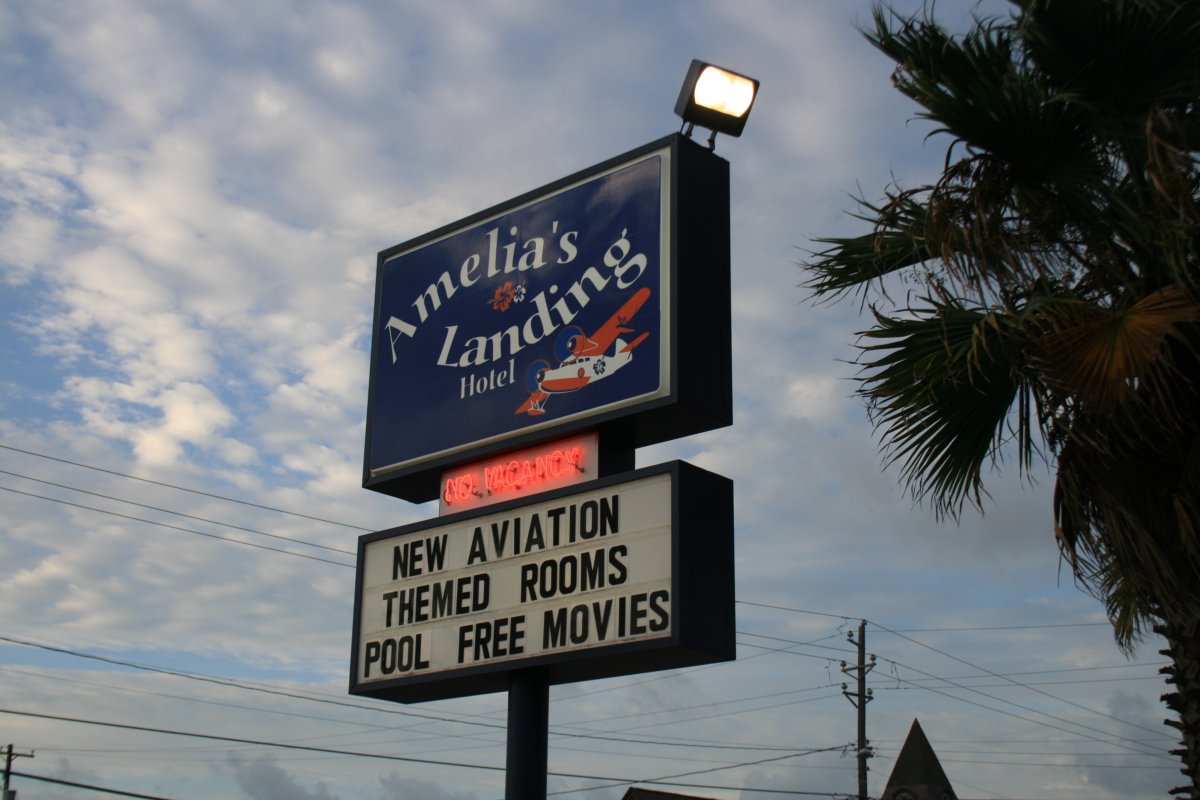 Amelia's
Landing
Hotel
NO VACANCY
NEW AVIATION
THEMED ROOMS
POOL FREE MOVIES